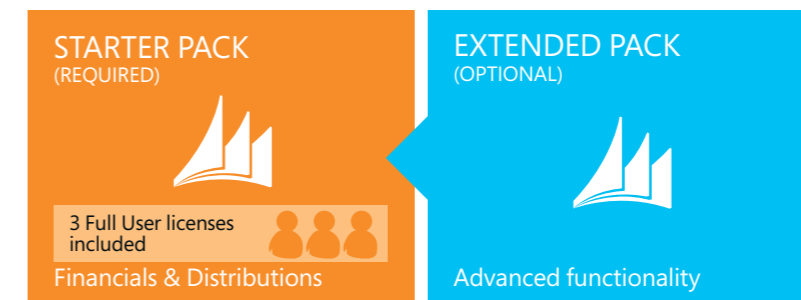 STARTER PACK
(REQUIRED)
3 Full User licenses
included
Financials & Distributions
EXTENDED PACK
(OPTIONAL)
Advanced functionality